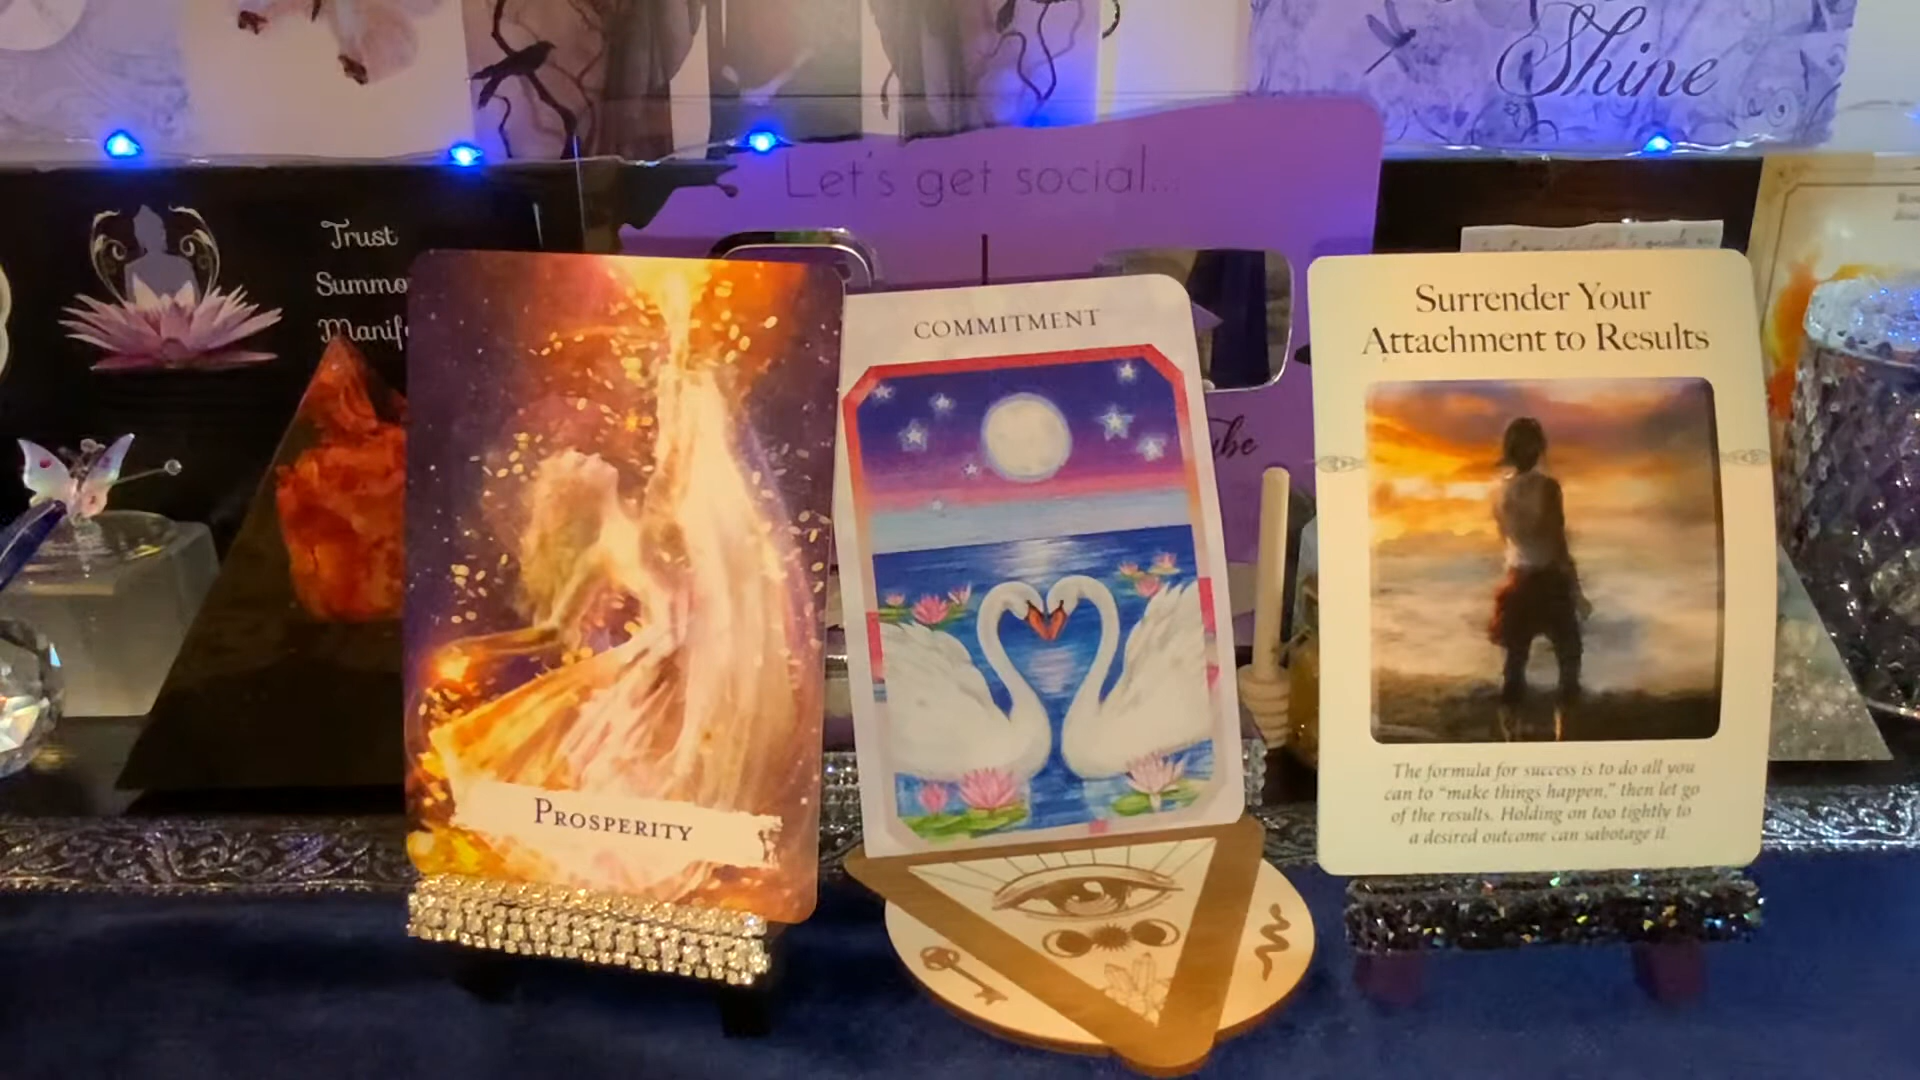 Shine
Let's get social...
Trust
PROSPERITY
COMMITMENT
Surrender Your
Attachment to Results
The formula for success is to do all you
can to "make things happen," then let go
of the results. Holding on too tightly to
a desired outcome can sabotage it.